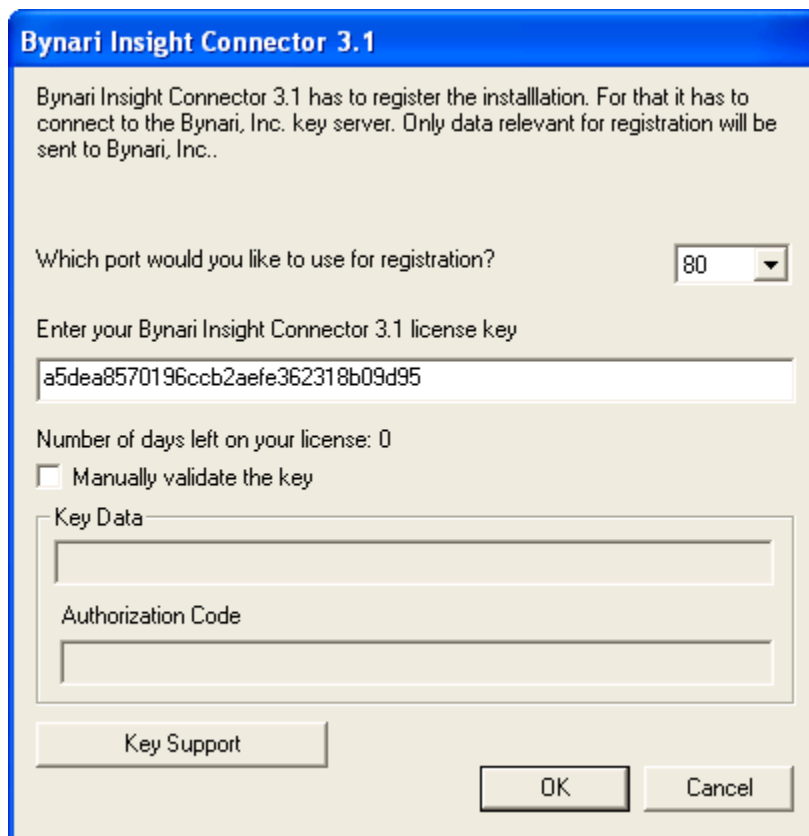 Bynari Insight Connector 3.1
Bynari Insight Connector 3.1 has to register the installlation. For that it has to
connect to the Bynari, Inc. key server. Only data relevant for registration will be
sent to Bynari, Inc..
Which port would you like to use for registration?
80
Enter your Bynari Insight Connector 3.1 license key
a5dea8570196ccb2aefe362318b09d95
Number of days left on your license: 0
Manually validate the key
Key Data
Authorization Code
Key Support
OK
Cancel